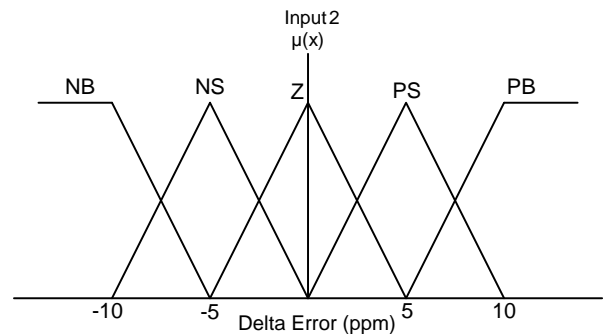 Input 2
μ(x)
NB NS Z PS PB
-10 -5 0 5 10
Delta Error (ppm)